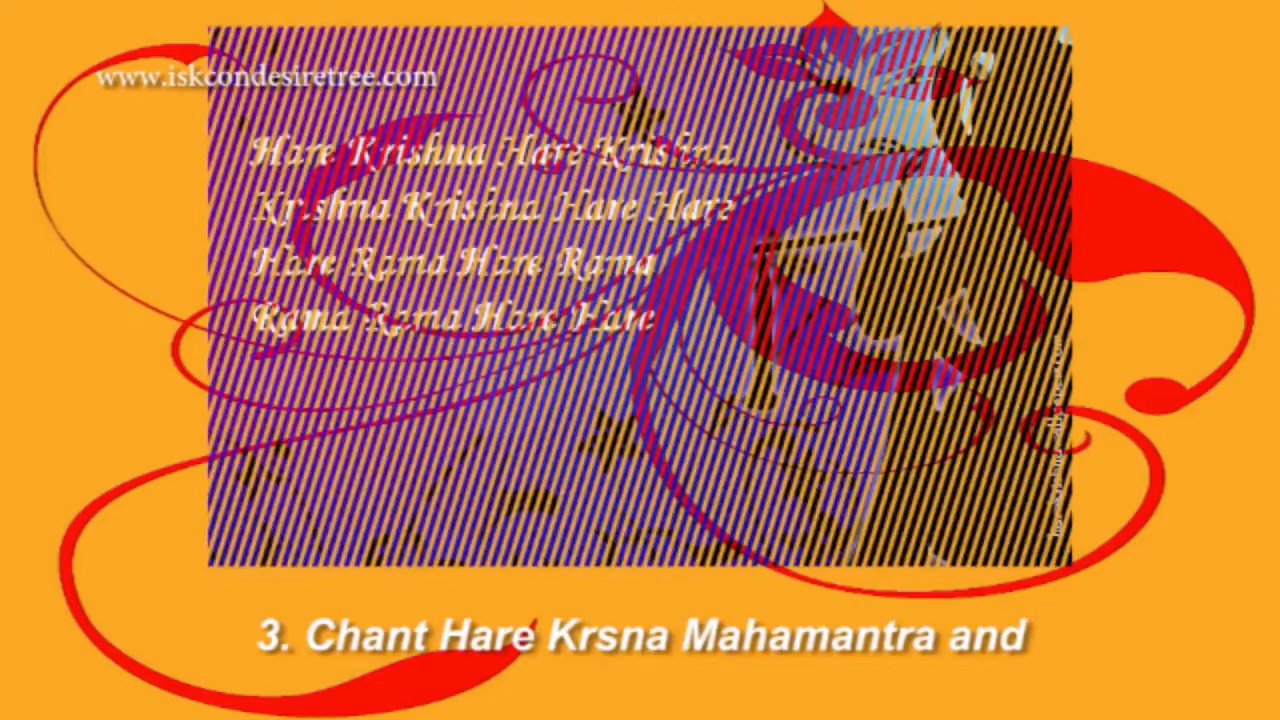 www.iskcondesiretree.com
Hare Krishna Hare Krishna
Krishna Krishna Hare Hare
Hare Rama Hare Rama
Rama Rama Hare Hare
3. Chant Hare Krsna Mahamantra and